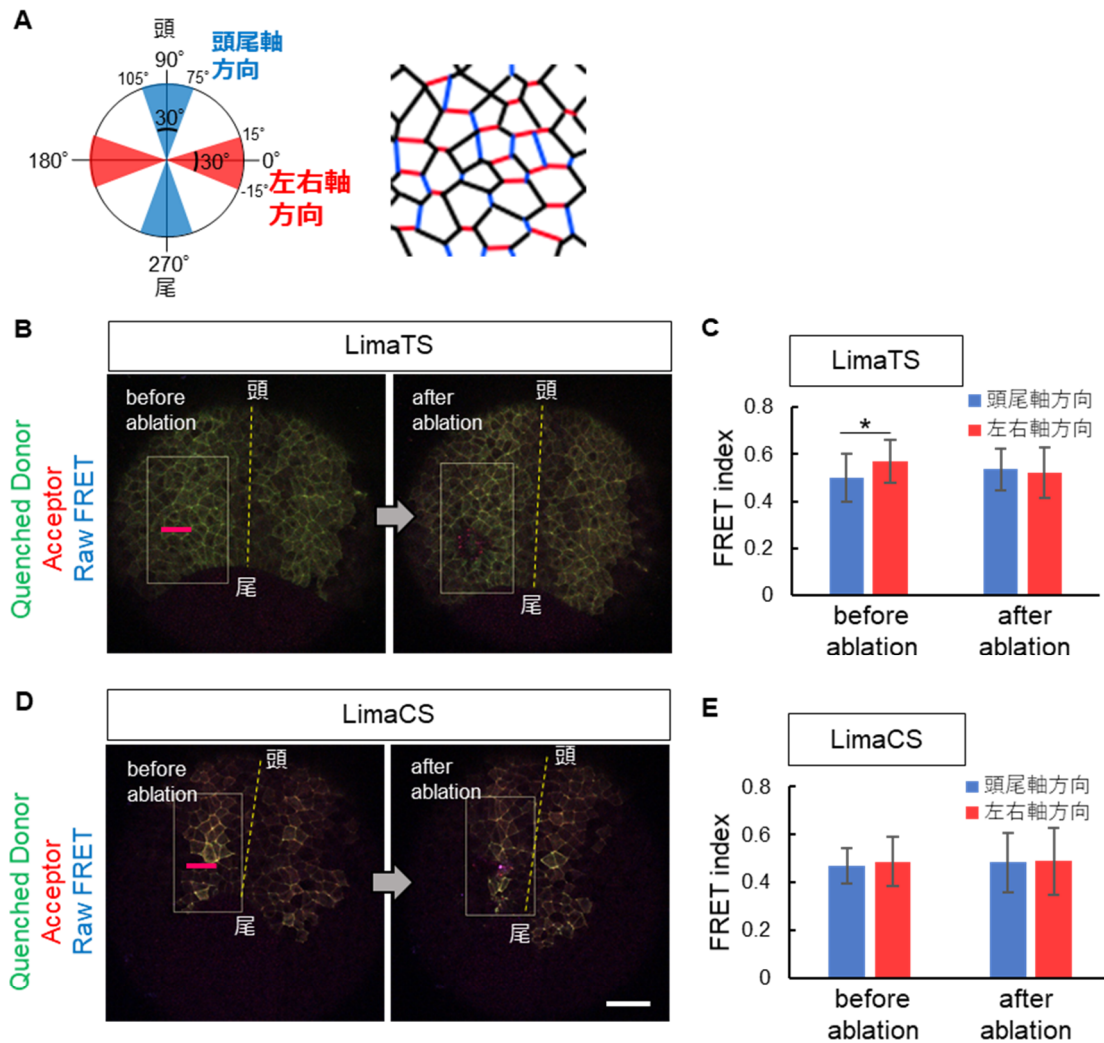 A
頭
90°
105°
75°
頭尾軸
方向
30°
15°
180°
30°
0°
-15°
左右軸
方向
270°
尾
B
LimaTS
Quenched Donor
Acceptor
Raw FRET
before
ablation
頭
尾
after
ablation
頭
尾
C
LimaTS
頭尾軸方向
左右軸方向
*
FRET index
0.8
0.6
0.4
0.2
0
before
ablation
after
ablation
D
LimaCS
Quenched Donor
Acceptor
Raw FRET
before
ablation
頭
尾
after
ablation
頭
尾
E
LimaCS
頭尾軸方向
左右軸方向
FRET index
0.8
0.6
0.4
0.2
0
before
ablation
after
ablation